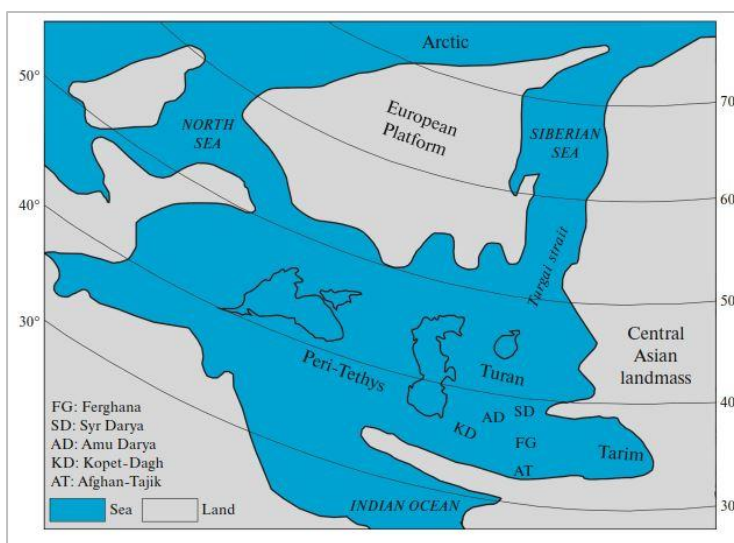 Arctic
50°
European
Platform
NORTH
SEA
SIBERIAN
SEA
70
60
40°
Turgai strait
50
30°
Peri-Tethys
Turan
Central
Asian
landmass
FG: Ferghana
SD: Syr Darya
AD: Amu Darya
KD: Kopet-Dagh
AT: Afghan-Tajik
Sea
Land
KD
AD
SD
FG
AT
Tarim
40
INDIAN OCEAN
30